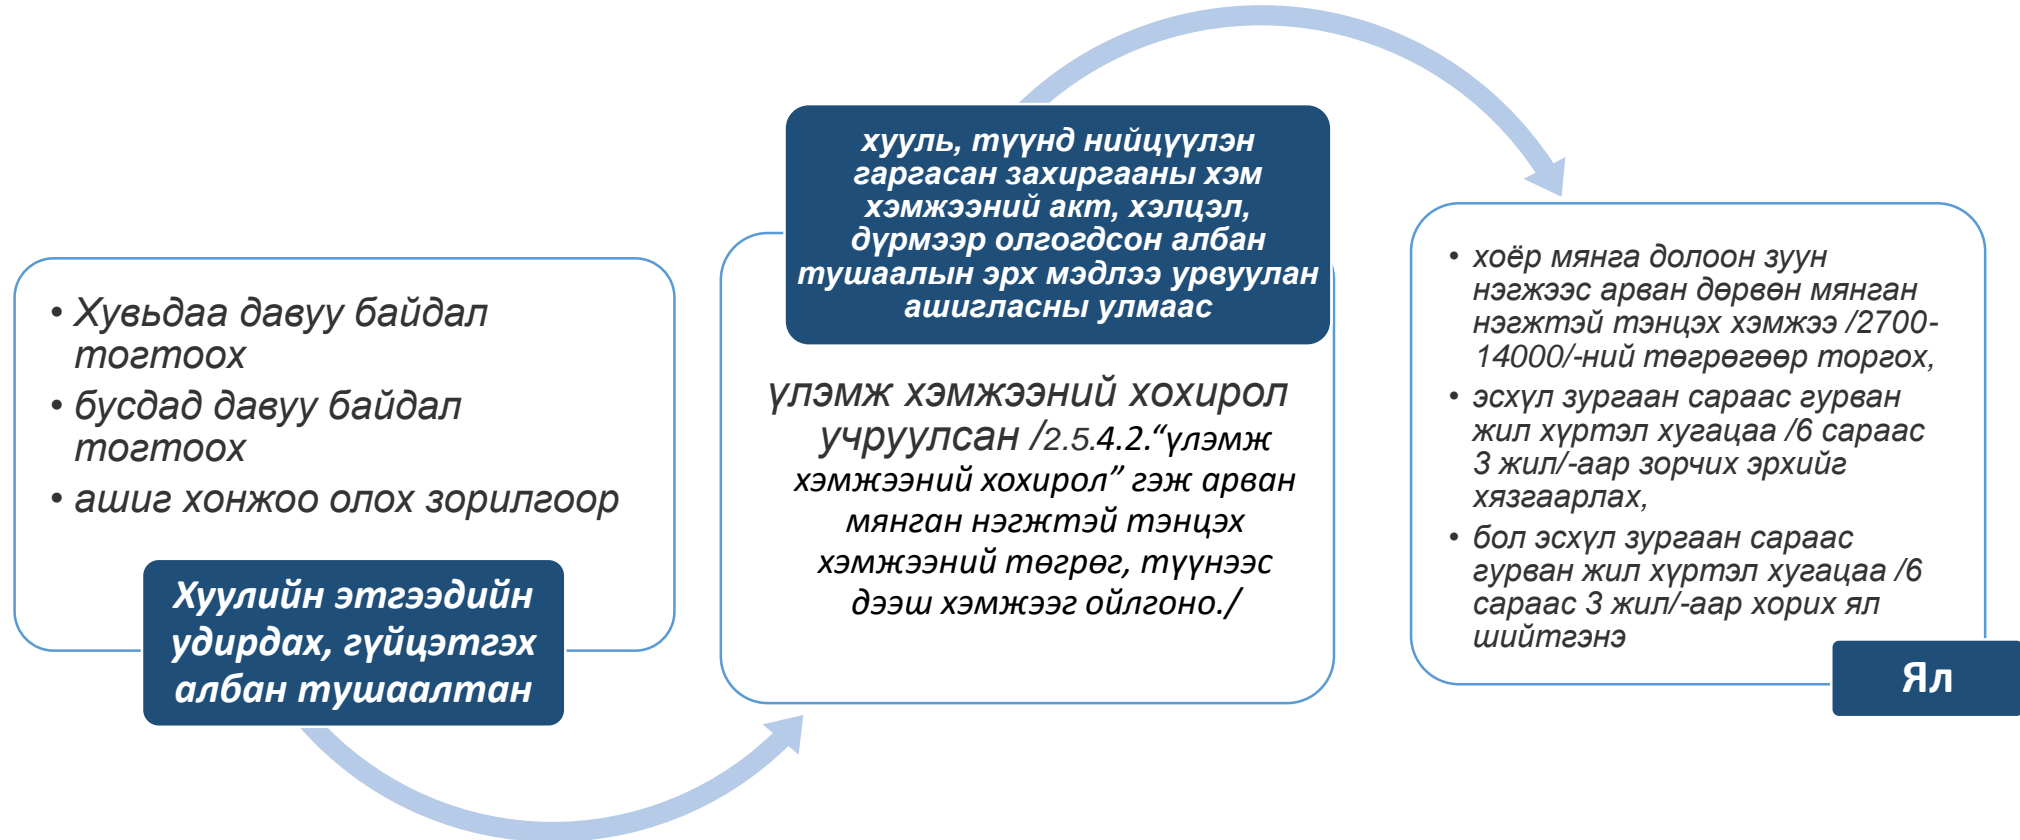 • Хувьдаа давуу байдал
тогтоох
• бусдад давуу байдал
тогтоох
• ашиг хонжоо олох зорилгоор
Хуулийн этгээдийн
удирдах, гүйцэтгэх
албан тушаалтан
хууль, түүнд нийцүүлэн
гаргасан захиргааны хэм
хэмжээний акт, хэлцэл,
дүрмээр олгогдсон албан
тушаалын эрх мэдлээ урвуулан
ашигласны улмаас
үлэмж хэмжээний хохирол
учруулсан /2.5.4.2.“үлэмж
хэмжээний хохирол” гэж арван
мянган нэгжтэй тэнцэх
хэмжээний төгрөг, түүнээс
дээш хэмжээг ойлгоно./
• хоёр мянга долоон зуун
нэгжээс арван дөрвөн мянган
нэгжтэй тэнцэх хэмжээ /2700-
14000/-ний төгрөгөөр торгох,
• эсхүл зургаан сараас гурван
жил хүртэл хугацаа /6 сараас
3 жил/-аар зорчих эрхийг
хязгаарлах,
• бол эсхүл зургаан сараас
гурван жил хүртэл хугацаа /6
сараас 3 жил/-аар хорих ял
шийтгэнэ
Ял